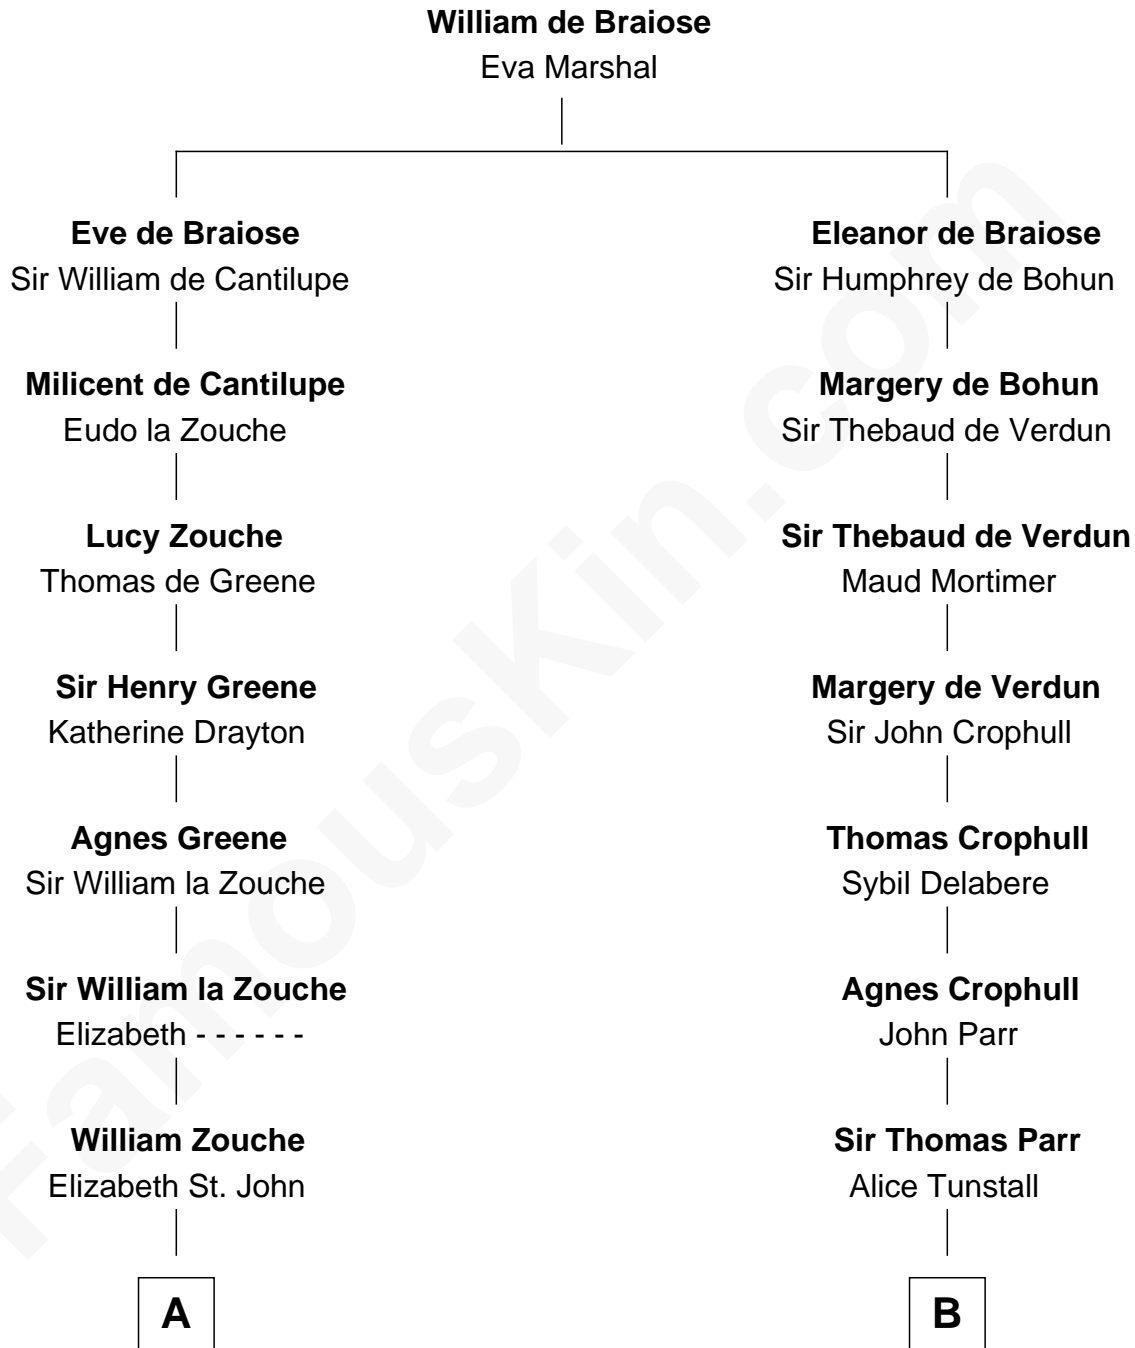 William de Braiose
Eva Marshal
Eve de Braiose
Sir William de Cantilupe
Milicent de Cantilupe
Eudo la Zouche
Lucy Zouche
Thomas de Greene
Sir Henry Greene
Katherine Drayton
Agnes Greene
Sir William la Zouche
Sir William la Zouche
Elizabeth - - - - - -
William Zouche
Elizabeth St. John
A
Eleanor de Braiose
Sir Humphrey de Bohun
Margery de Bohun
Sir Thebaud de Verdun
Sir Thebaud de Verdun
Maud Mortimer
Margery de Verdun
Sir John Crophull
Thomas Crophull
Sybil Delabere
Agnes Crophull
John Parr
Sir Thomas Parr
Alice Tunstall
B
FamousKin.com